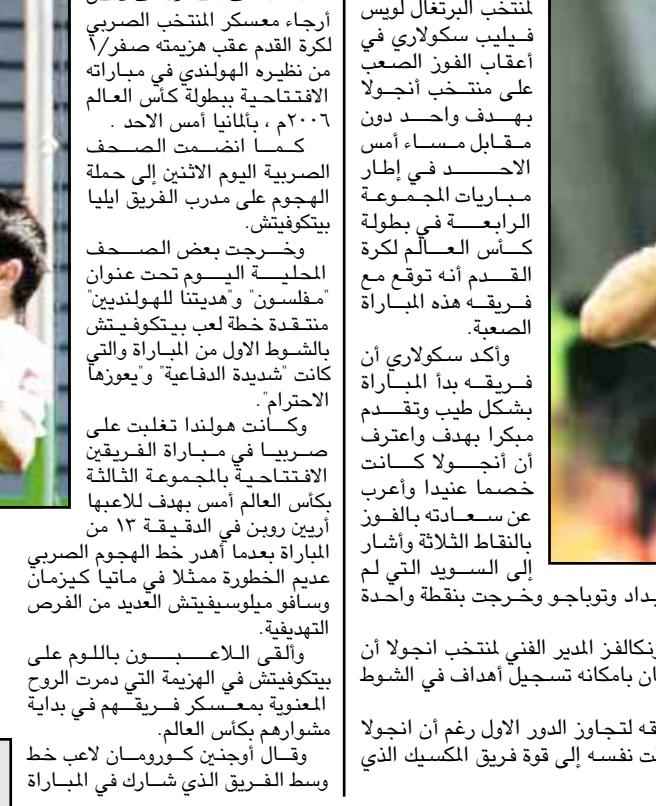 لمنتخب البرتغال لويس
فيليب سكولاري في
أعقاب الفوز الصعب
على منتخب أنجولا
بهدف واحد دون
مقابل مساء أمس
الاحد في إطار
مباريات المجموعة
الرابعة في بطولة
كأس العالم لكرة
القدم أنه توقع مع
فريقه هذه المباراة
الصعبة.
وأكد سكولاري أن
فريقه بدأ المباراة
بشكل طيب وتقدم
مبكرا بهدف واعترف
أن أنجولا كانت
خصما عنيدا وأعرب
عن سعادته بالفوز
بالنقاط الثلاثة وأشار
إلى السويد التي لم
وتوباجو وخرجت بنقطة واحدة
المدير الفني لمنتخب انجولا أن
بامكانه تسجيل أهداف في الشوط
لتجاوز الدور الاول رغم أن انجولا
نفسه إلى قوة فريق المكسيك الذي
أرجاء معسكر المنتخب الصربي
لكرة القدم عقب هزيمته صفر/١
من نظيره الهولندي في مباراته
الافتتاحية ببطولة كأس العالم
٢٠٠٦م ، بألمانيا أمس الاحد .
كما انضمت الصحف
الصربية اليوم الاثنين إلى حملة
الهجوم على مدرب الفريق ايليا
بيتكوفيتش.
وخرجت بعض الصحف
المحلية اليوم تحت عنوان
"مفلسون" و"هديتنا للهولنديين"
منتقدة خطة لعب بيتكوفيتش
بالشوط الاول من المباراة والتي
كانت "شديدة الدفاعية" و"يعوزها
الاحترام".
وكانت هولندا تغلبت على
صربيا في مباراة الفريقين
الافتتاحية بالمجموعة الثالثة
بكأس العالم أمس بهدف للاعبها
أريين روبن في الدقيقة ١٣ من
المباراة بعدما أهدر خط الهجوم الصربي
عديم الخطورة ممثلا في ماتيا كيزمان
وسافو ميلوسيفيتش العديد من الفرص
التهديفية.
وألقى اللاعبون باللوم على
بيتكوفيتش في الهزيمة التي دمرت الروح
المعنوية بمعسكر فريقهم في بداية
مشوارهم بكأس العالم.
وقال أوجنين كورومان لاعب خط
وسط الفريق الذي شارك في المباراة